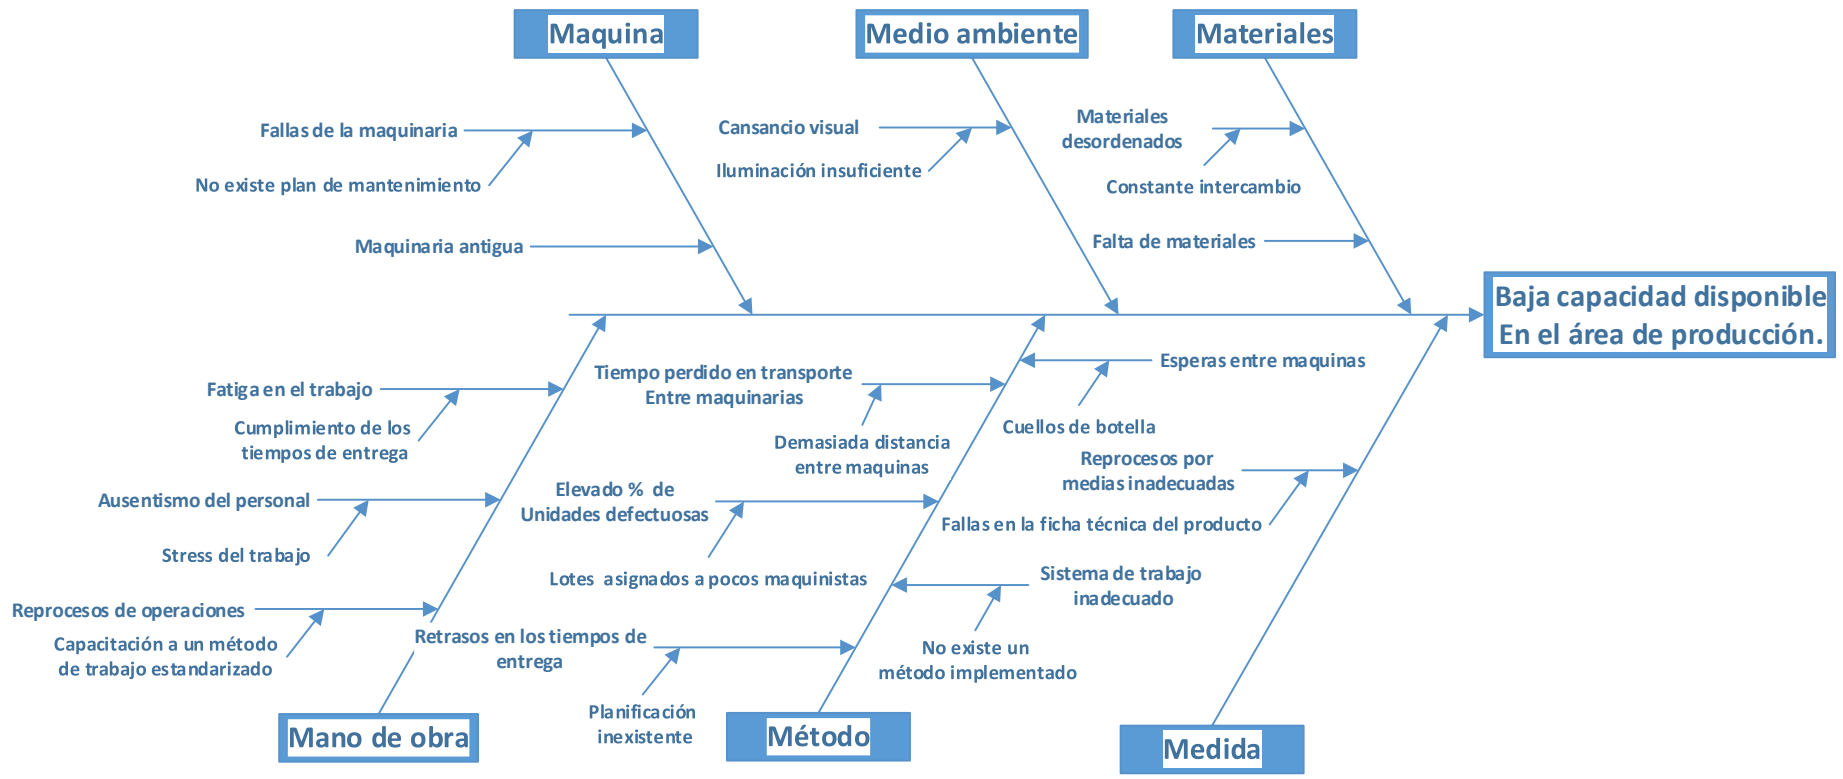 Maquina
Medio ambiente
Materiales
Fallas de la maquinaria
No existe plan de mantenimiento
Maquinaria antigua
Cansancio visual
Iluminación insuficiente
Materiales
desordenados
Constante intercambio
Falta de materiales
Baja capacidad disponible
En el área de producción.
Fatiga en el trabajo
Cumplimiento de los
tiempos de entrega
Ausentismo del personal
Stress del trabajo
Reprocesos de operaciones
Capacitación a un método
de trabajo estandarizado
Tiempo perdido en transporte
Entre maquinarias
Demasiada distancia
entre maquinas
Elevado % de
Unidades defectuosas
Lotes asignados a pocos maquinistas
Retrasos en los tiempos de
entrega
Planificación
inexistente
Esperas entre maquinas
Cuellos de botella
Sistema de trabajo
inadecuado
No existe un
método implementado
Reprocesos por
medias inadecuadas
Fallas en la ficha técnica del producto
Mano de obra
Método
Medida